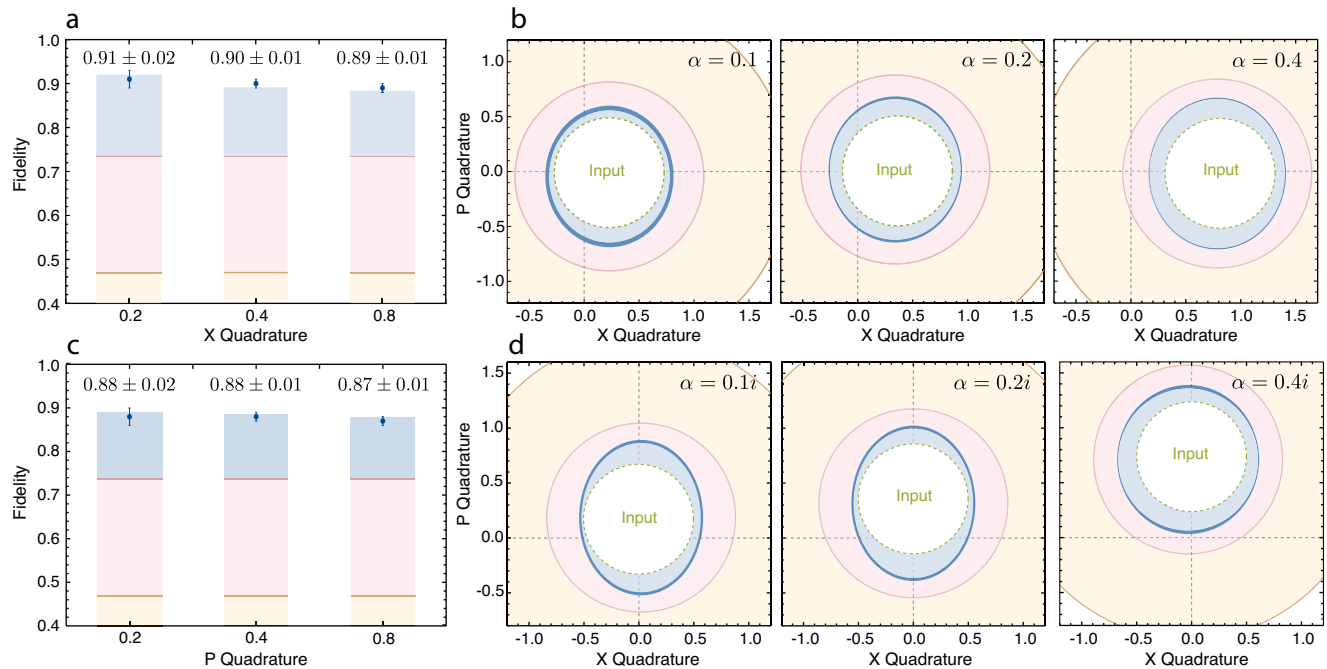 a
0.91 ± 0.02
0.90 ± 0.01
0.89 ± 0.01
1.0
0.9
0.8
0.7
0.6
0.5
0.4
Fidelity
0.2
0.4
0.8
X Quadrature
b
α = 0.1
α = 0.2
α = 0.4
1.0
0.5
0.0
-0.5
-1.0
P Quadrature
Input
Input
Input
-0.5 0.0 0.5 1.0 1.5
-0.5 0.0 0.5 1.0 1.5
-0.5 0.0 0.5 1.0 1.5
X Quadrature
X Quadrature
X Quadrature
c
0.88 ± 0.02
0.88 ± 0.01
0.87 ± 0.01
1.0
0.9
0.8
0.7
0.6
0.5
0.4
Fidelity
0.2
0.4
0.8
P Quadrature
d
α = 0.1i
α = 0.2i
α = 0.4i
1.5
1.0
0.5
0.0
-0.5
P Quadrature
Input
Input
Input
-1.0 -0.5 0.0 0.5 1.0
-1.0 -0.5 0.0 0.5 1.0
-1.0 -0.5 0.0 0.5 1.0
X Quadrature
X Quadrature
X Quadrature